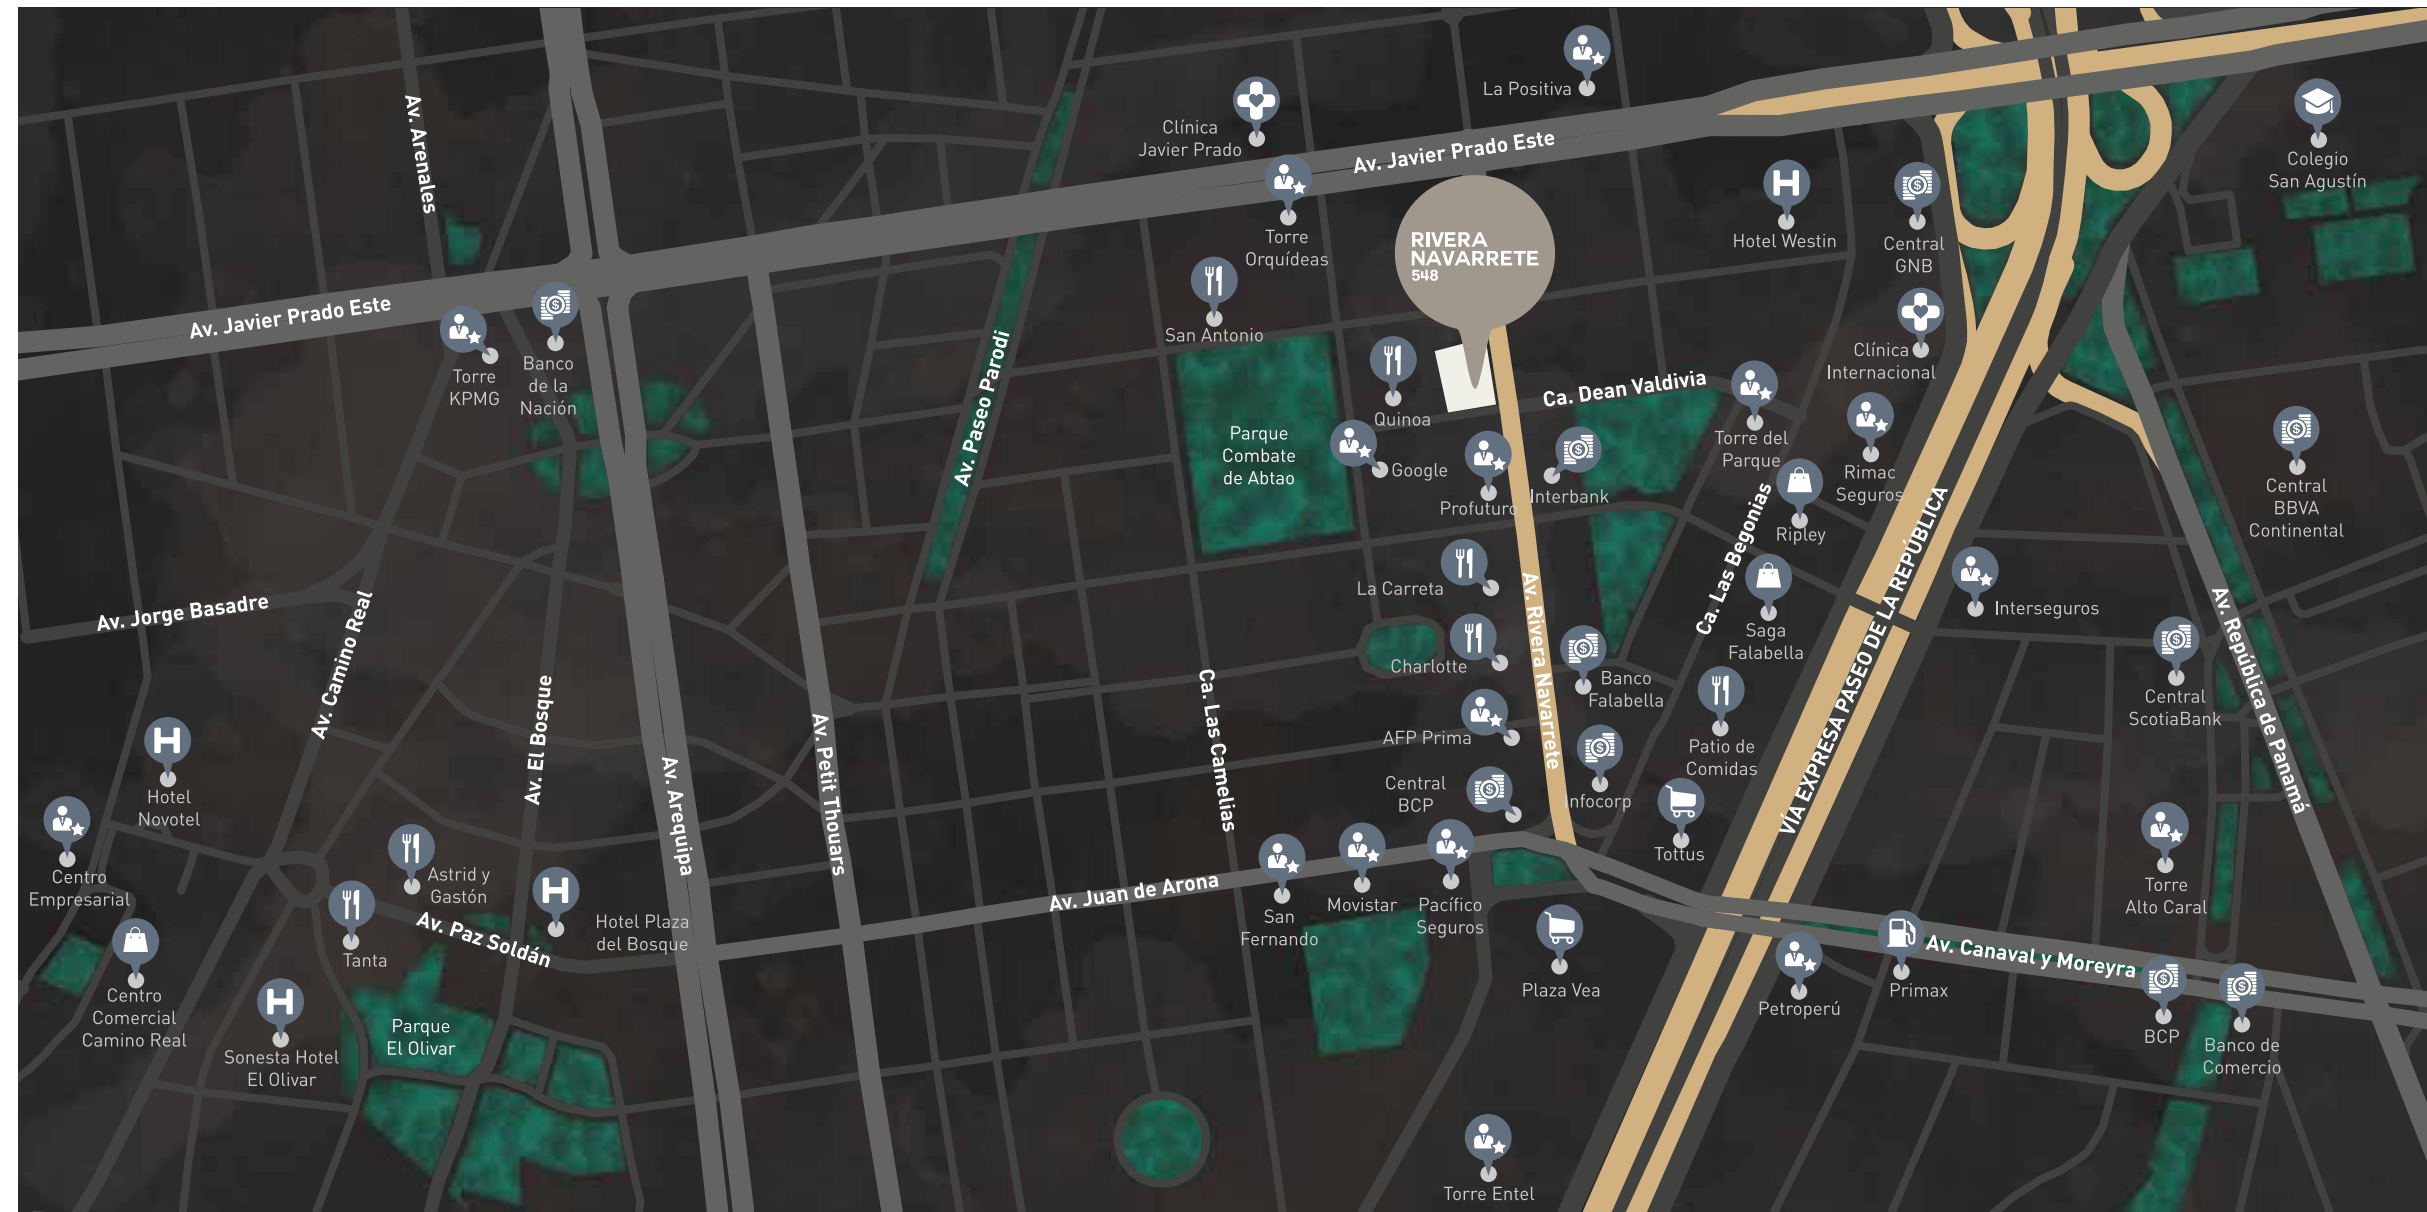 La Positiva
Av. Arenales
Clínica
Javier Prado
Av. Javier Prado Este
Colegio
San Agustín
Torre
Orquídeas
RIVERA
NAVARRETE
548
Hotel Westin
Central
GNB
Av. Javier Prado Este
San Antonio
Torre
KPMG
Banco
de la
Nación
Av. Paseo Parodi
Clínica
Internacional
Quinoa
Ca. Dean Valdivia
Parque
Combate
de Abtao
Google
Profuturo
Interbank
Torre del
Parque
Rimac
Seguros
Central
BBVA
Continental
Ca. Las Begonias
Ripley
VÍA EXPRESA PASEO DE LA REPÚBLICA
La Carreta
Av. Rivera Navarrete
Interseguros
Av. Jorge Basadre
Av. Camino Real
Saga
Falabella
Av. República de Panamá
Charlotte
Banco
Falabella
Central
ScotiaBank
Av. El Bosque
Ca. Las Camelias
Av. Petit Thouars
Av. Arequipa
AFP Prima
Patio de
Comidas
Hotel
Novotel
Central
BCP
Infocorp
Tottus
Centro
Empresarial
Astrid y
Gastón
Av. Juan de Arona
San
Fernando
Movistar
Pacífico
Seguros
Torre
Alto Caral
Hotel Plaza
del Bosque
Av. Paz Soldán
Tanta
Av. Canaval y Moreyra
Centro
Comercial
Camino Real
Plaza Vea
Petroperú
Primax
Parque
El Olivar
Sonesta Hotel
El Olivar
BCP
Banco de
Comercio
Torre Entel